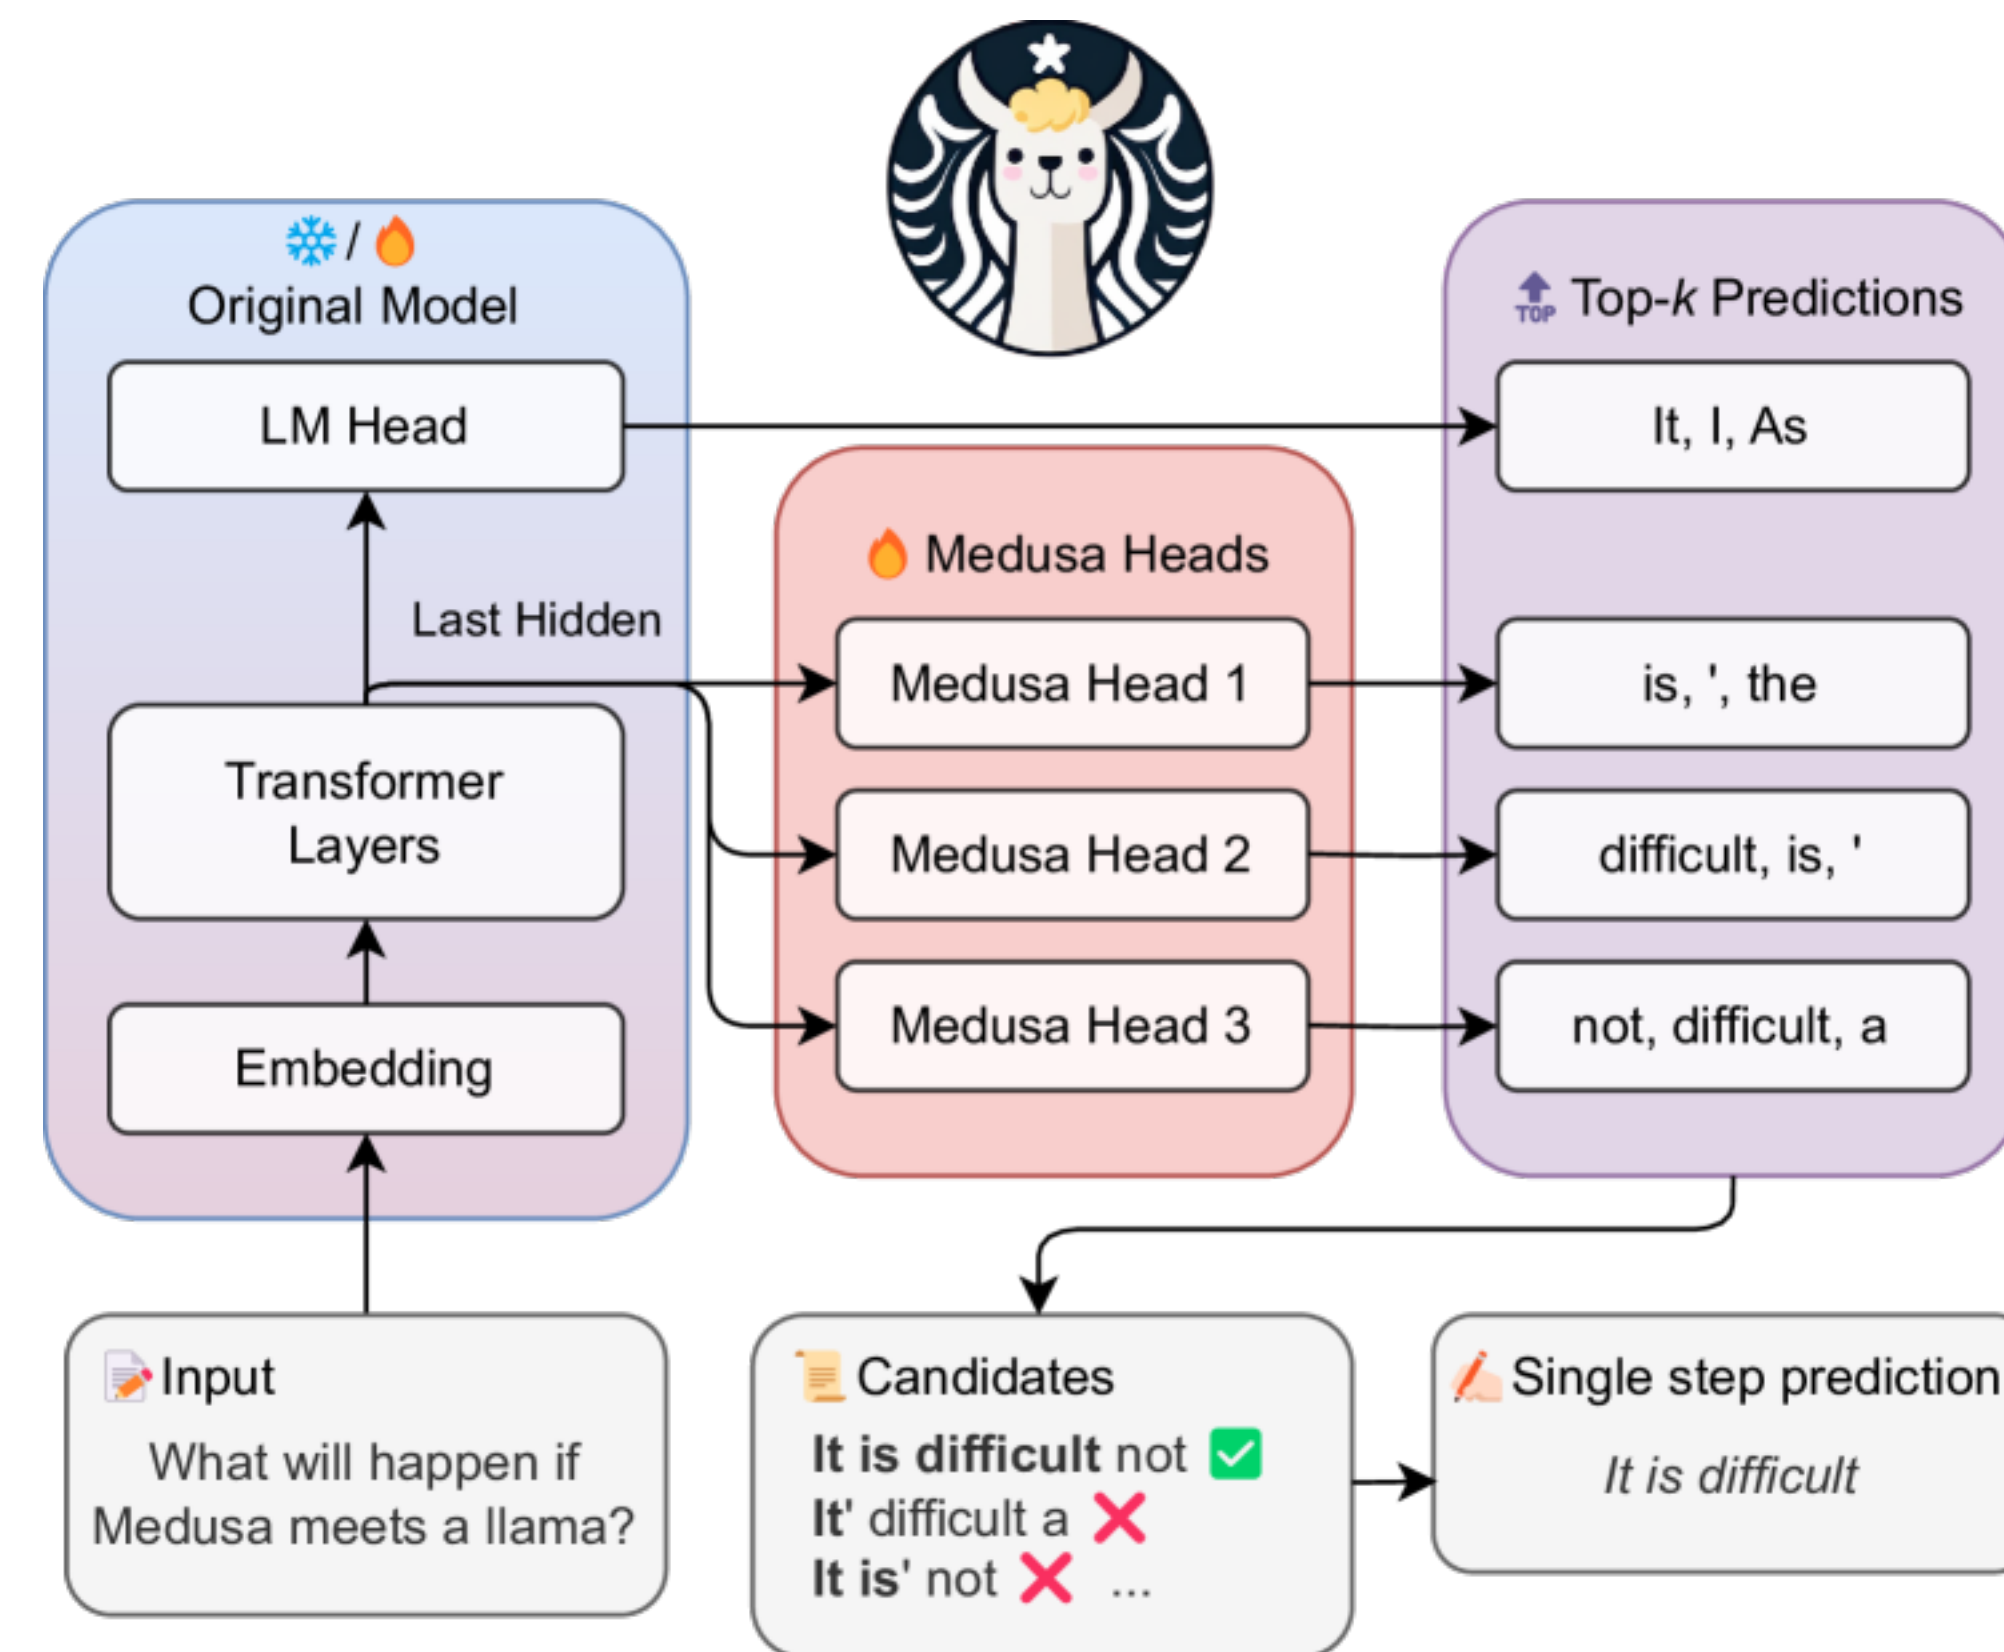 Original Model
LM Head
Last Hidden
Transformer
Layers
Embedding
Medusa Heads
Medusa Head 1
Medusa Head 2
Medusa Head 3
TOP Top-k Predictions
It, I, As
is, ', the
difficult, is, '
not, difficult, a
Input
What will happen if
Medusa meets a llama?
Candidates
It is difficult not
It' difficult a
It is' not ...
Single step prediction
It is difficult